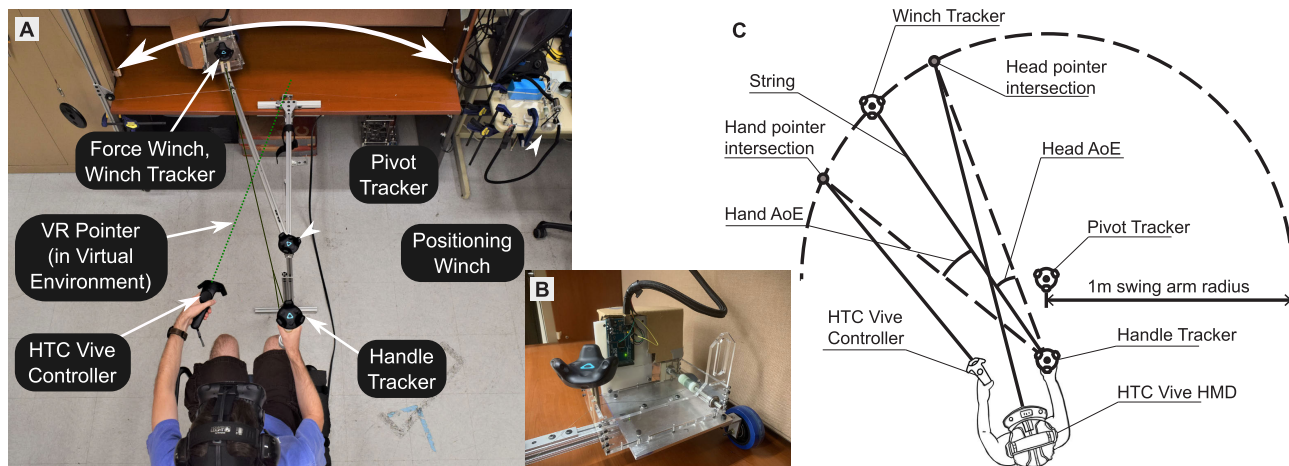 A
Force Winch,
Winch Tracker
Pivot
Tracker
VR Pointer
(in Virtual
Environment)
Positioning
Winch
HTC Vive
Controller
Handle
Tracker
B
C
Winch Tracker
Head pointer
intersection
String
Hand pointer
intersection
Head AoE
Hand AoE
Pivot Tracker
1m swing arm radius
HTC Vive
Controller
Handle Tracker
HTC Vive HMD